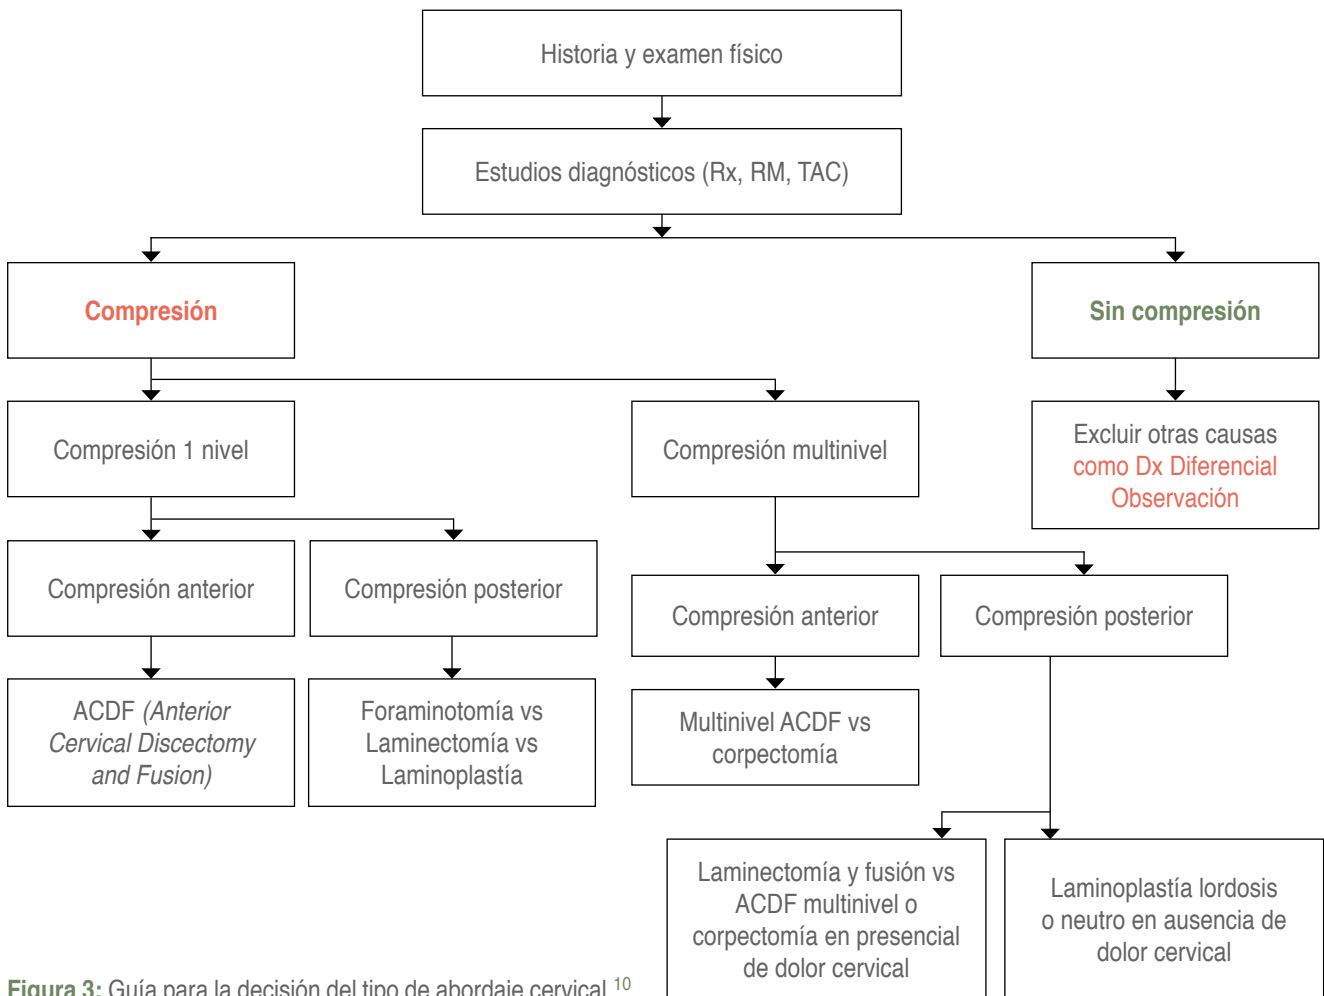 Historia y examen físico
Estudios diagnósticos (Rx, RM, TAC)
Compresión
Sin compresión
Compresión 1 nivel
Compresión multinivel
Excluir otras causas
como Dx Diferencial
Observación
Compresión anterior
Compresión posterior
Compresión anterior
Compresión posterior
ACDF (Anterior
Cervical Discectomy
and Fusion)
Foraminotomía vs
Laminectomía vs
Laminoplastía
Multinivel ACDF vs
corpectomía
Laminectomía y fusión vs
ACDF multinivel o
corpectomía en presencial
de dolor cervical
Laminoplastía lordosis
o neutro en ausencia de
dolor cervical
Figura 3: Guía para la decisión del tipo de abordaje cervical.10